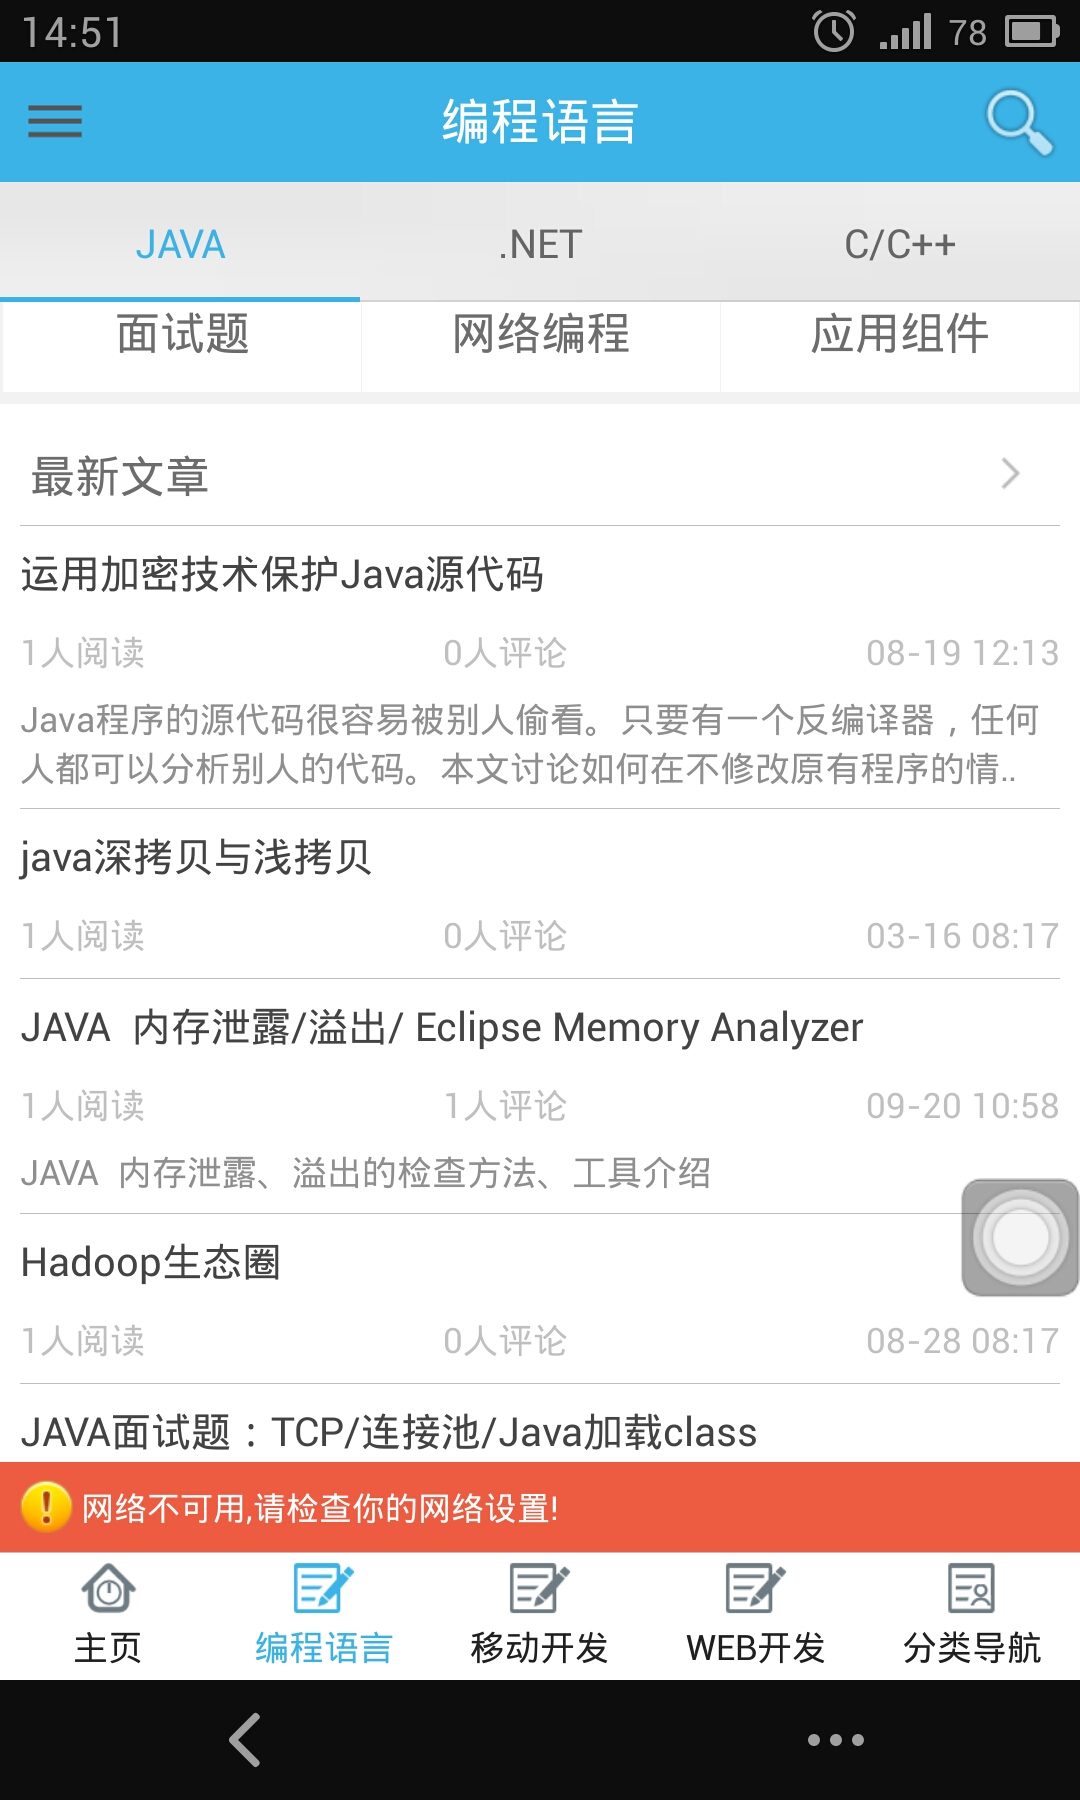 14:51
78
编程语言
JAVA
.NET
C/C++
面试题
网络编程
应用组件
最新文章
运用加密技术保护Java源代码
1人阅读
0人评论
08-19 12:13
Java程序的源代码很容易被别人偷看。只要有一个反编译器，任何
人都可以分析别人的代码。本文讨论如何在不修改原有程序的情..
java深拷贝与浅拷贝
1人阅读
0人评论
03-16 08:17
JAVA  内存泄露/溢出/ Eclipse Memory Analyzer
1人阅读
1人评论
09-20 10:58
JAVA  内存泄露、溢出的检查方法、工具介绍
Hadoop生态圈
1人阅读
0人评论
08-28 08:17
JAVA面试题：TCP/连接池/Java加载class
网络不可用,请检查你的网络设置!
主页
编程语言
移动开发
WEB开发
分类导航